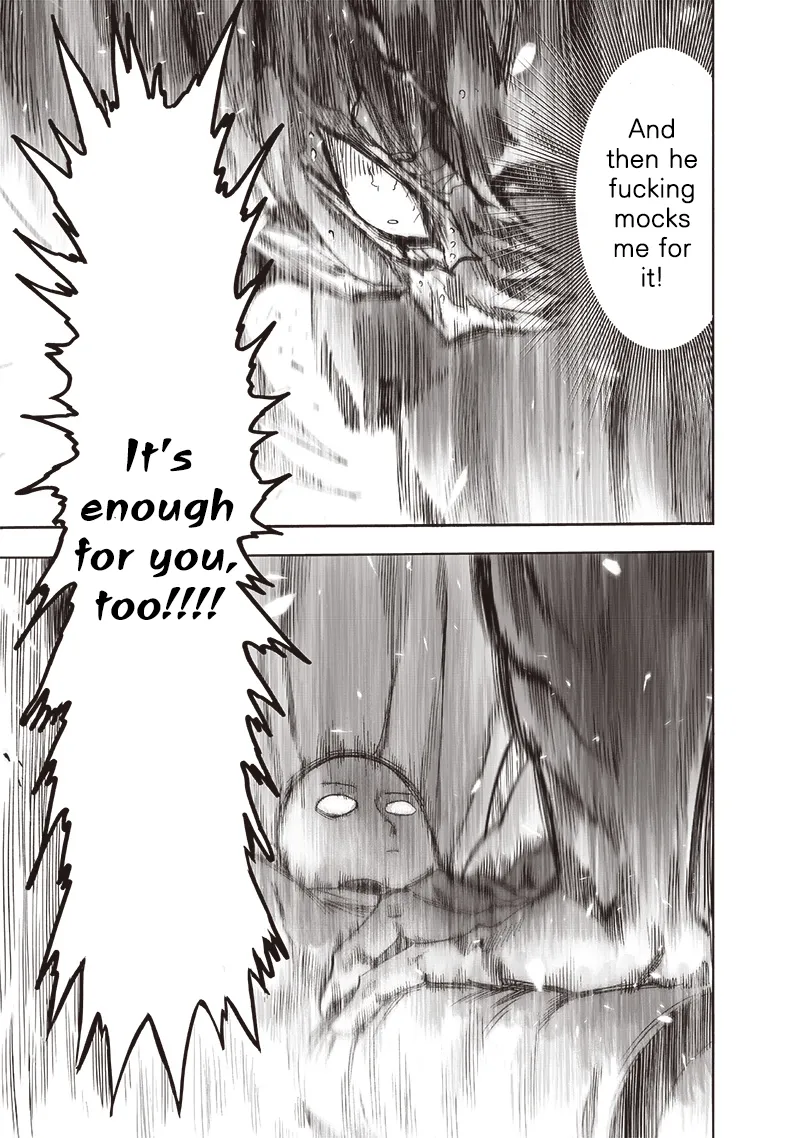 And
then he
fucking
mocks
me for
it!
It's
enough
for you,
too!!!!